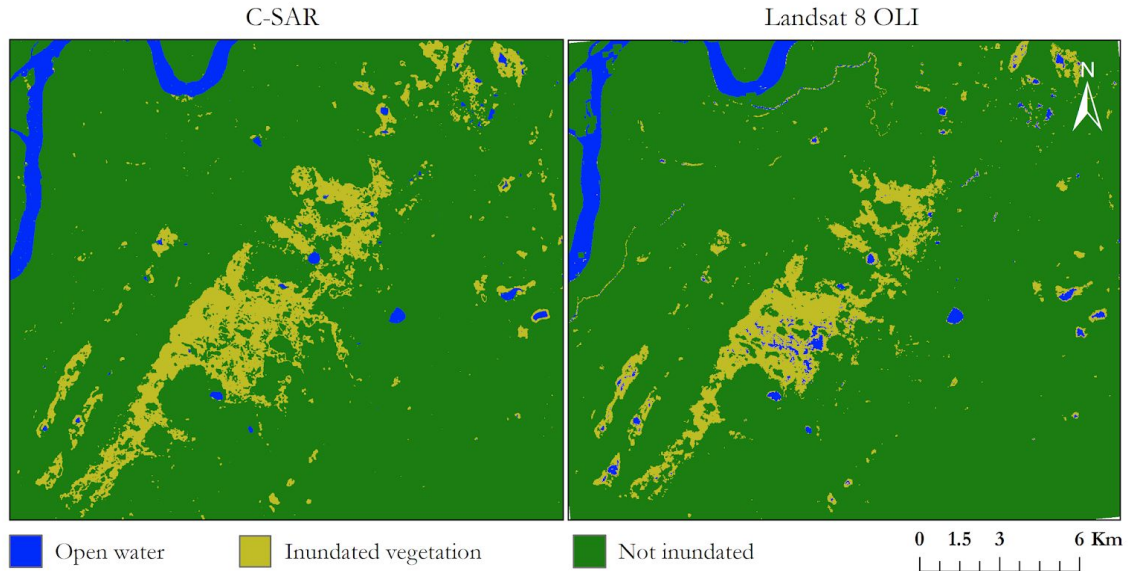 C-SAR
Landsat 8 OLI
N
Open water
Inundated vegetation
Not inundated
0 1.5 3 6 Km